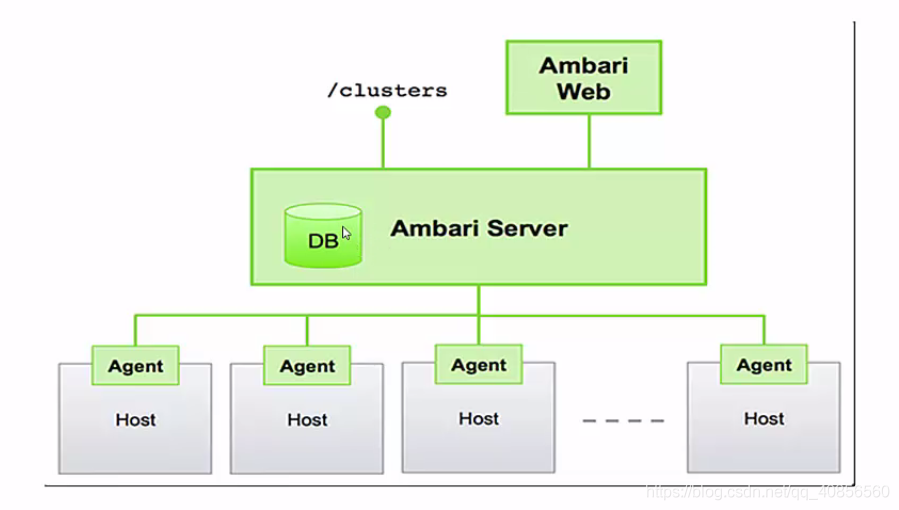 /clusters
Ambari
Web
DB
Ambari Server
Agent
Agent
Agent
Agent
Host
Host
Host
Host
https://blog.csdn.net/qq_40856560